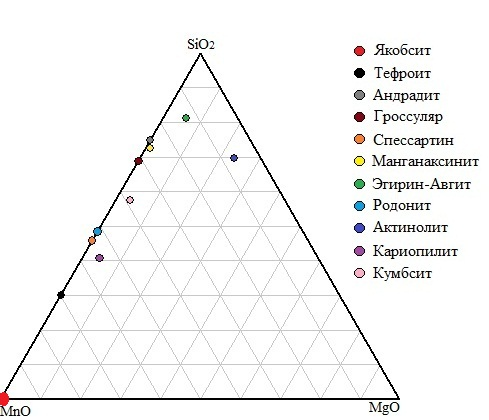 SiO2
Якобсит
Тефроит
Андрадит
Гроссуляр
Спессартин
Манганаксинит
Эгирин-Авгит
Родонит
Актинолит
Кариопилит
Кумбсит
MnO
MgO